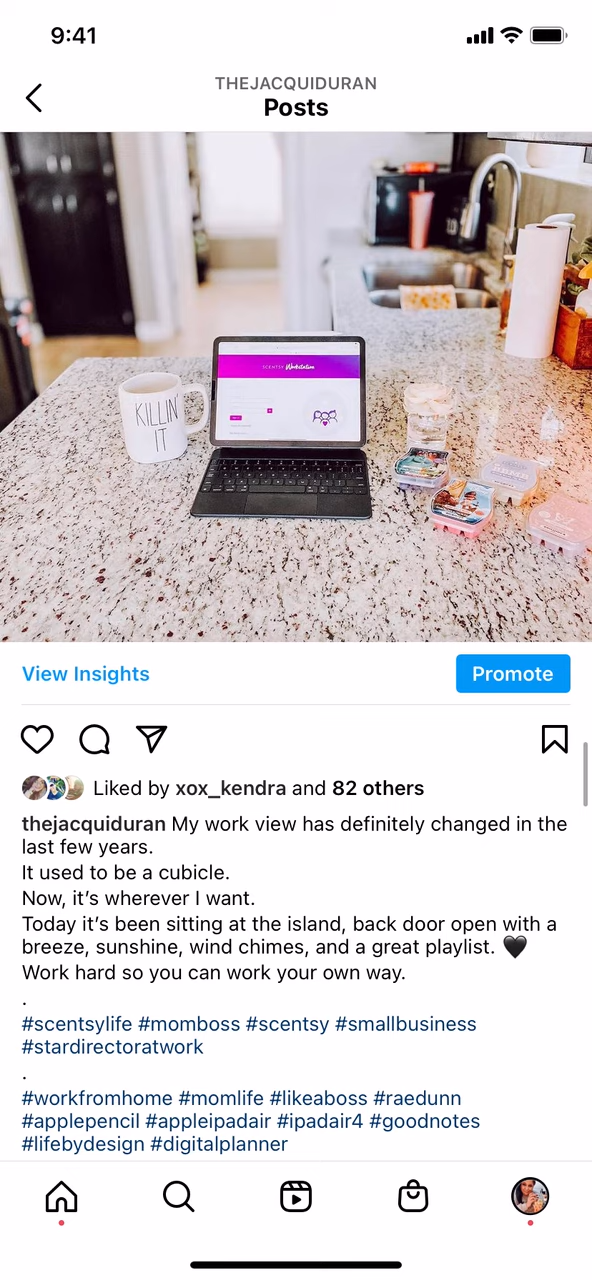 9:41
THEJACQUIDURAN
Posts
SCENTSY Workstation
KILLIN'
IT
View Insights
Promote
Liked by xox_kendra and 82 others
thejacquiduran My work view has definitely changed in the
last few years.
It used to be a cubicle.
Now, it’s wherever I want.
Today it’s been sitting at the island, back door open with a
breeze, sunshine, wind chimes, and a great playlist. 🖤
Work hard so you can work your own way.
.
#scentsylife #momboss #scentsy #smallbusiness
#stardirectoratwork
.
#workfromhome #momlife #likeaboss #raedunn
#applepencil #appleipadair #ipadair4 #goodnotes
#lifebydesign #digitalplanner